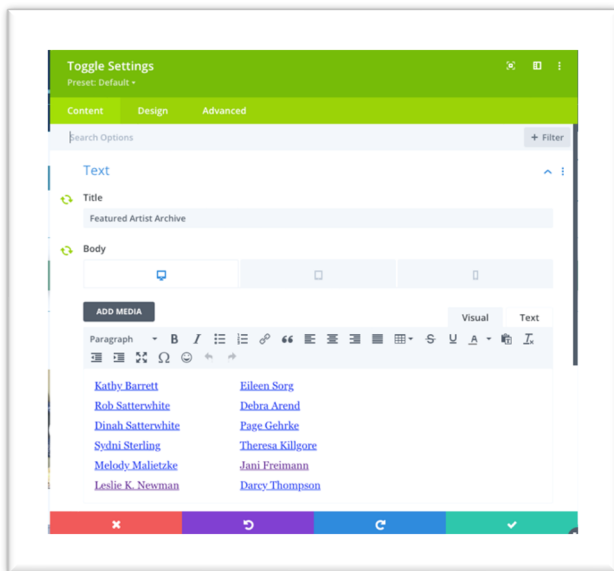 Toggle Settings
Preset: Default
Content Design Advanced
Search Options + Filter
Text
Title
Featured Artist Archive
Body
ADD MEDIA
Visual Text
Paragraph B I S U A
Kathy Barrett Eileen Sorg
Rob Satterwhite Debra Arend
Dinah Satterwhite Page Gehrke
Sydni Sterling Theresa Killgore
Melody Malietzke Jani Freimann
Leslie K. Newman Darcy Thompson